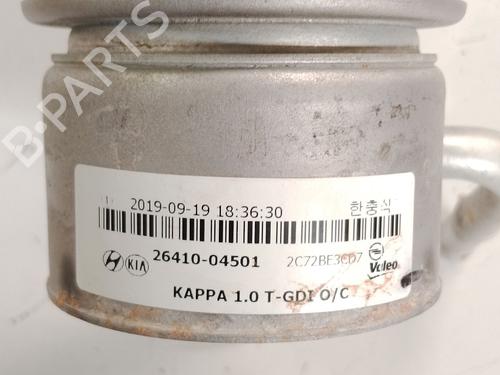 B-PARTS
2019-09-19 18:36:30 한충식
KIA 26410-04501 2C72BE3CD7 Valeo
KAPPA 1.0 T-GDI O/C